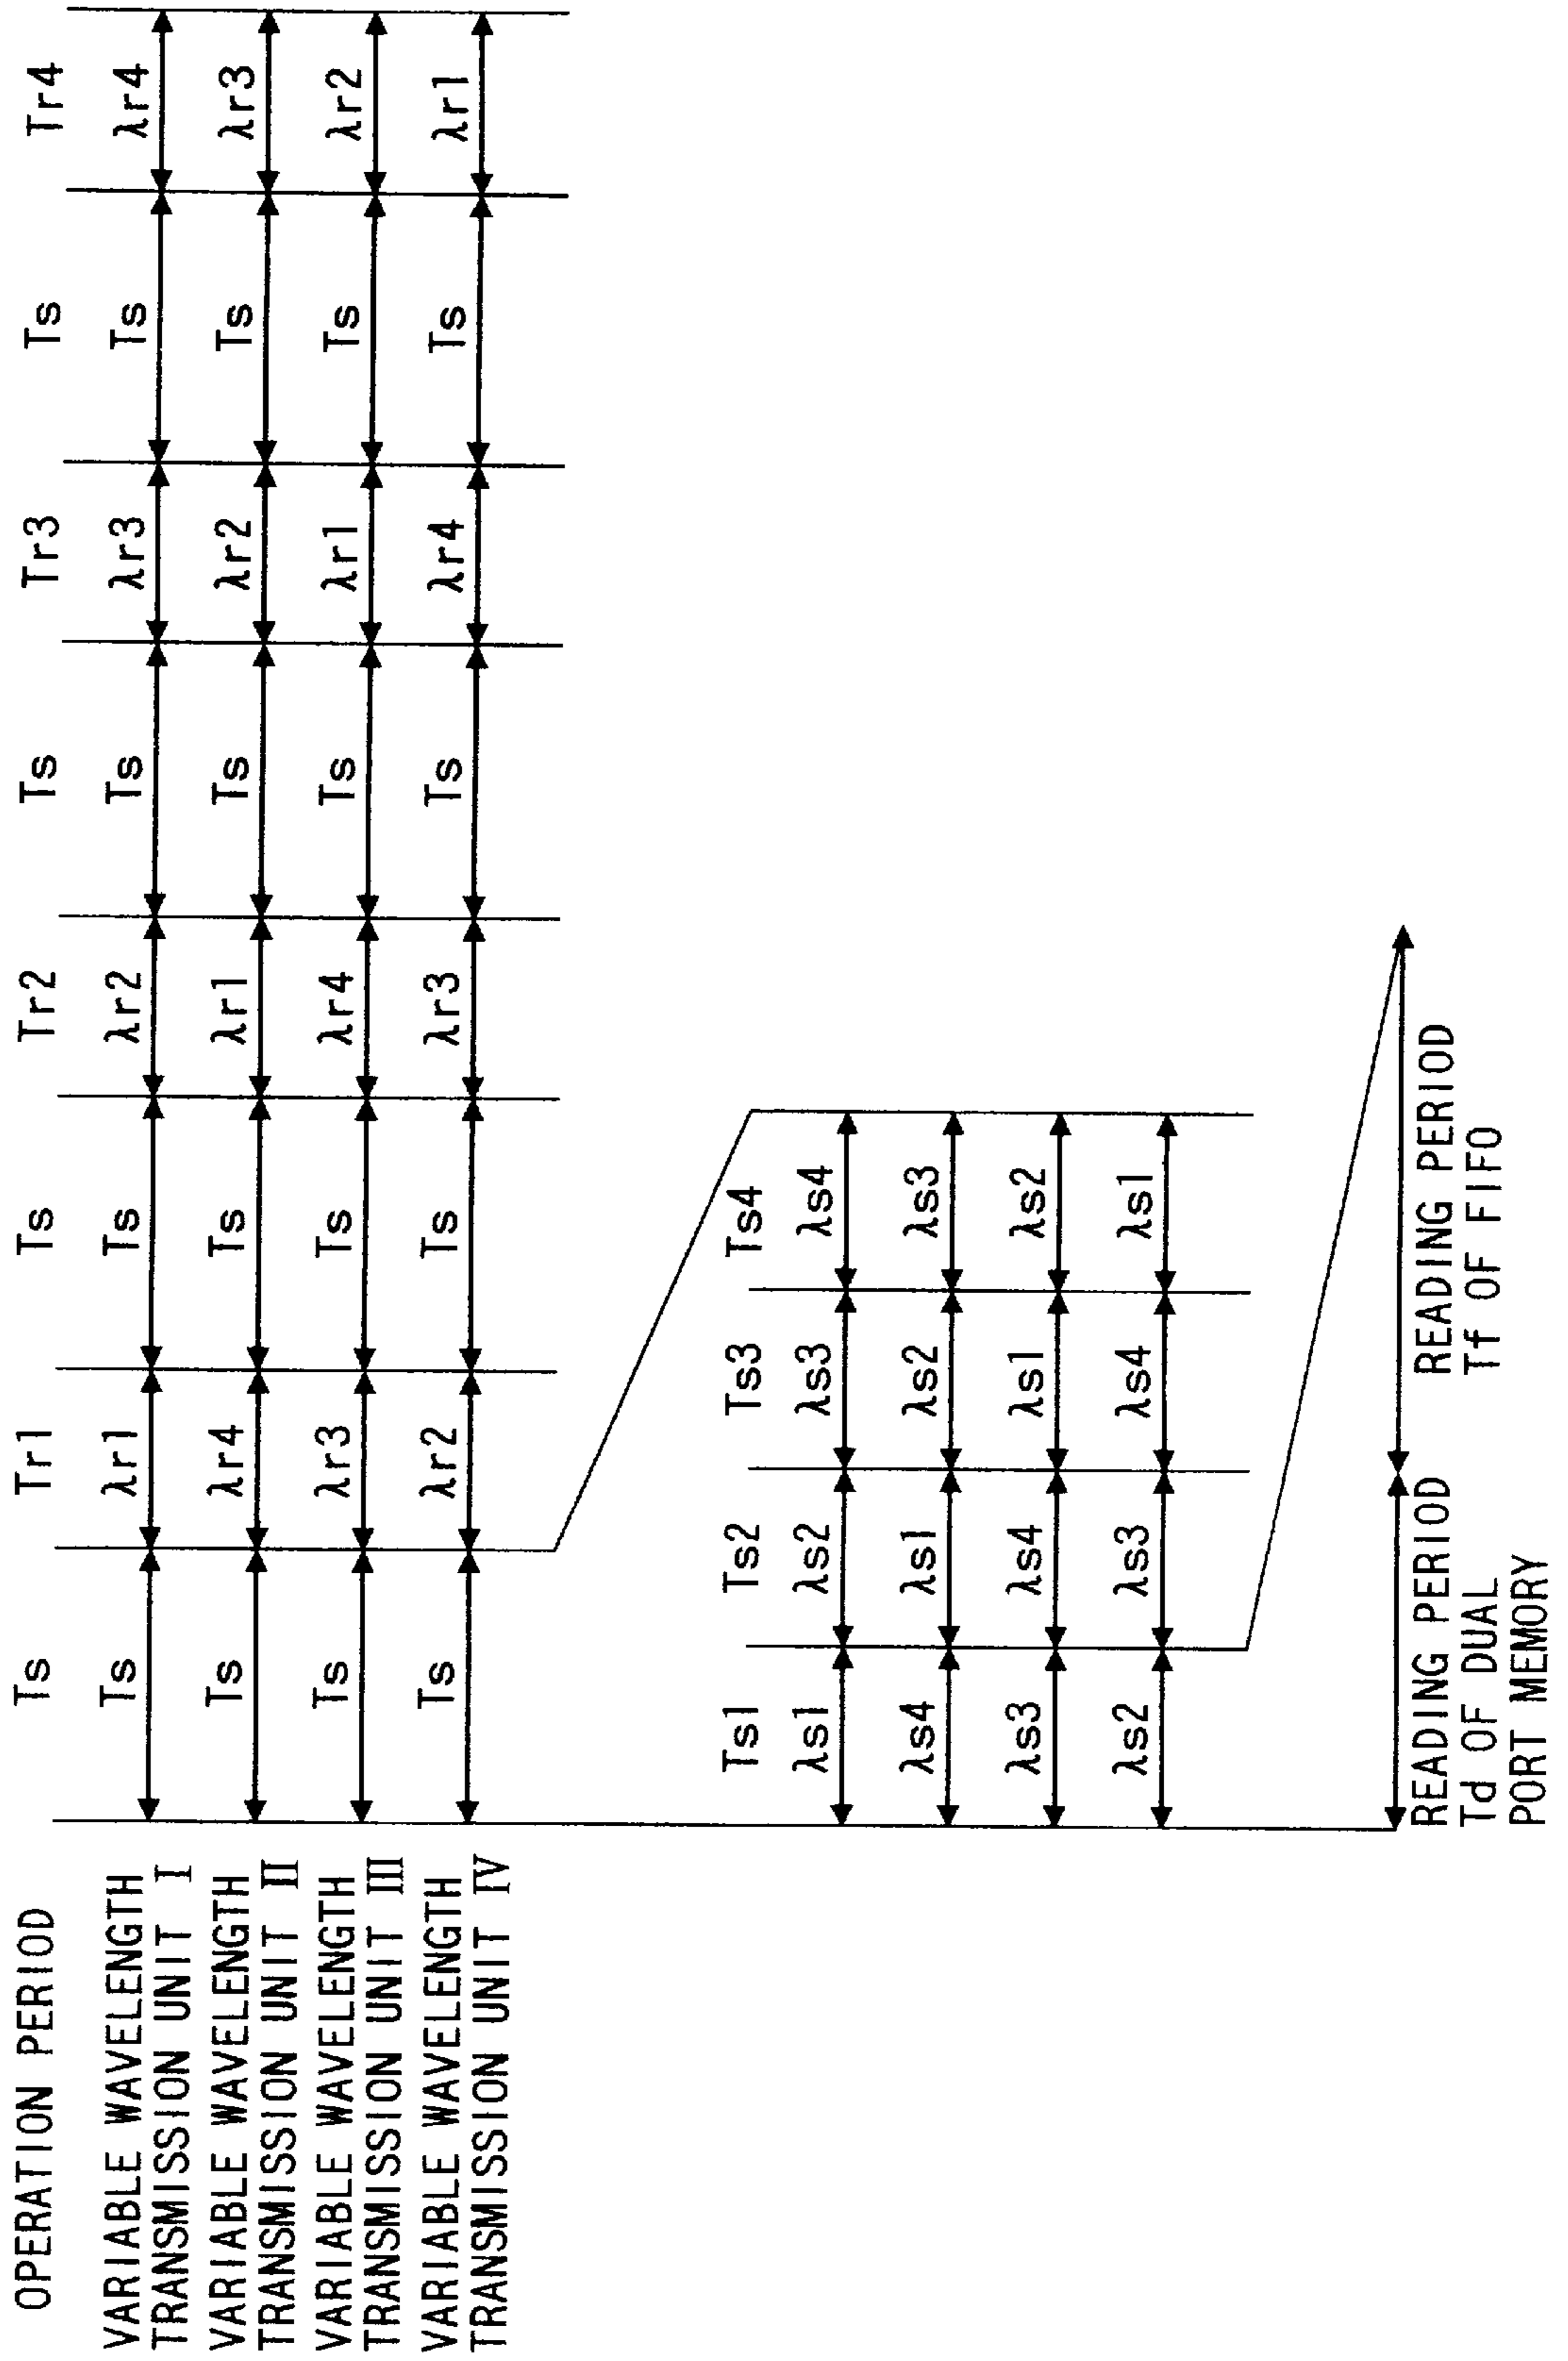 OPERATION PERIOD Ts Tr1 Ts Tr2 Ts Tr3 Ts Tr4
VARIABLE WAVELENGTH
TRANSMISSION UNIT I Ts λr1 Ts λr2 Ts λr3 Ts λr4
VARIABLE WAVELENGTH
TRANSMISSION UNIT II Ts λr4 Ts λr1 Ts λr2 Ts λr3
VARIABLE WAVELENGTH
TRANSMISSION UNIT III Ts λr3 Ts λr4 Ts λr1 Ts λr2
VARIABLE WAVELENGTH
TRANSMISSION UNIT IV Ts λr2 Ts λr3 Ts λr4 Ts λr1
Ts1 Ts2 Ts3 Ts4
λs1 λs2 λs3 λs4
λs4 λs1 λs2 λs3
λs3 λs4 λs1 λs2
λs2 λs3 λs4 λs1
READING PERIOD
Td OF DUAL
PORT MEMORY
READING PERIOD
Tf OF FIFO